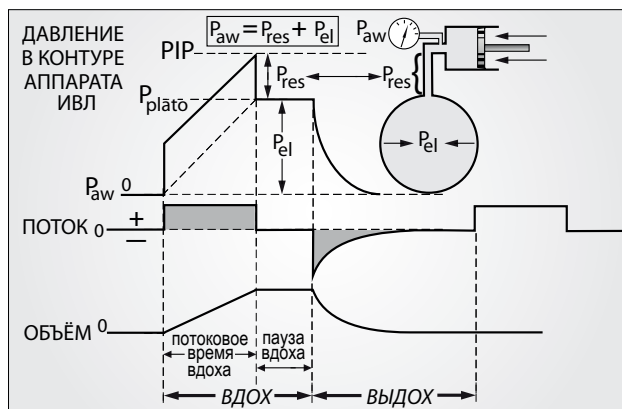 ДАВЛЕНИЕ
В КОНТУРЕ
АППАРАТА
ИВЛ
Paw = Pres + Pel
PIP
Pres
Pplato
Pel
Paw 0
Paw
Pres
Pel
ПОТОК 0 + —
ОБЪЁМ 0
потоковое
время
вдоха
пауза
вдоха
ВДОХ
ВЫДОХ